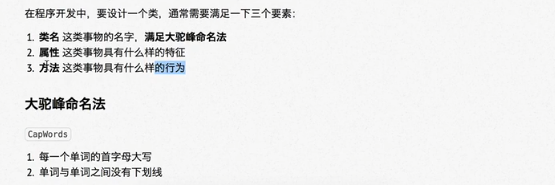 在程序开发中，要设计一个类，通常需要满足一下三个要素：
1. 类名 这类事物的名字，满足大驼峰命名法
2. 属性 这类事物具有什么样的特征
3. 方法 这类事物具有什么样的行为
大驼峰命名法
CapWords
1. 每一个单词的首字母大写
2. 单词与单词之间没有下划线